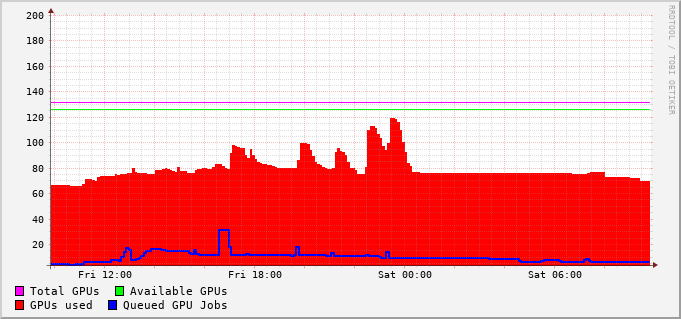 200
180
160
140
120
100
80
60
40
20
Fri 12:00 Fri 18:00 Sat 00:00 Sat 06:00
Total GPUs Available GPUs
GPUs used Queued GPU Jobs
RRDTOOL / TOBI OETIKER